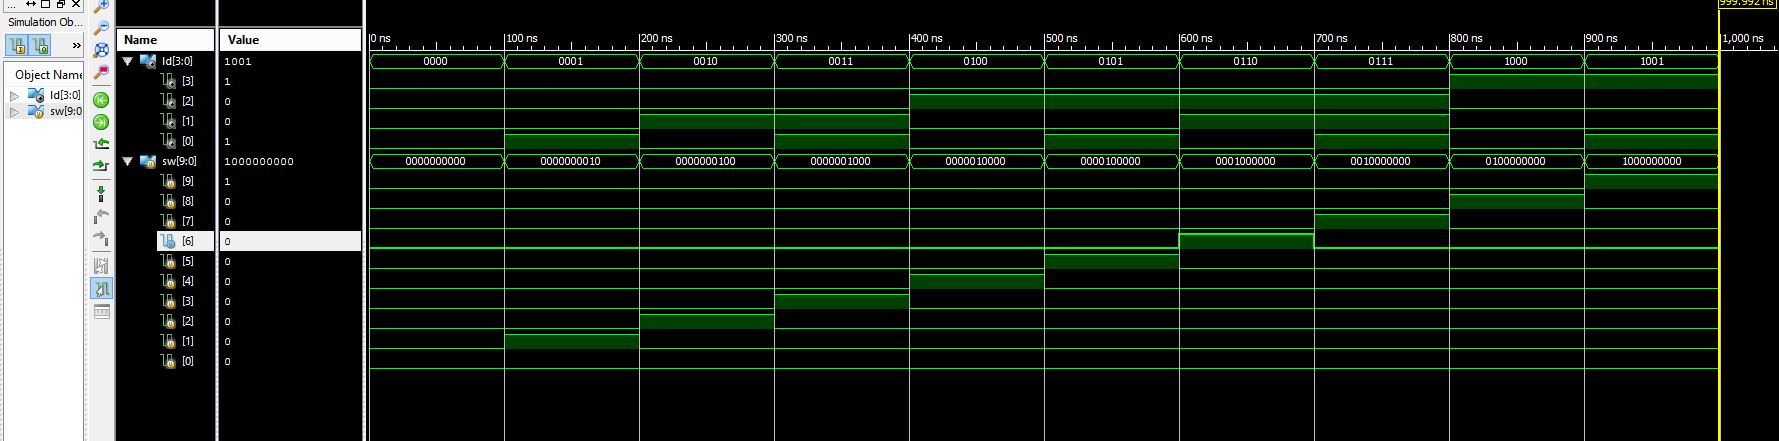 999.992 ns
...
Simulation Ob...
Name Value
0 ns 100 ns 200 ns 300 ns 400 ns 500 ns 600 ns 700 ns 800 ns 900 ns 1,000 ns
»
Object Name
ld[3:0] 1001 0000 0001 0010 0011 0100 0101 0110 0111 1000 1001
[3] 1
ld[3:0]
[2] 0
sw[9:0
[1] 0
[0] 1
sw[9:0] 1000000000 0000000000 0000000010 0000000100 0000001000 0000010000 0000100000 0001000000 0010000000 0100000000 1000000000
[9] 1
[8] 0
[7] 0
[6] 0
[5] 0
[4] 0
[3] 0
[2] 0
[1] 0
[0] 0